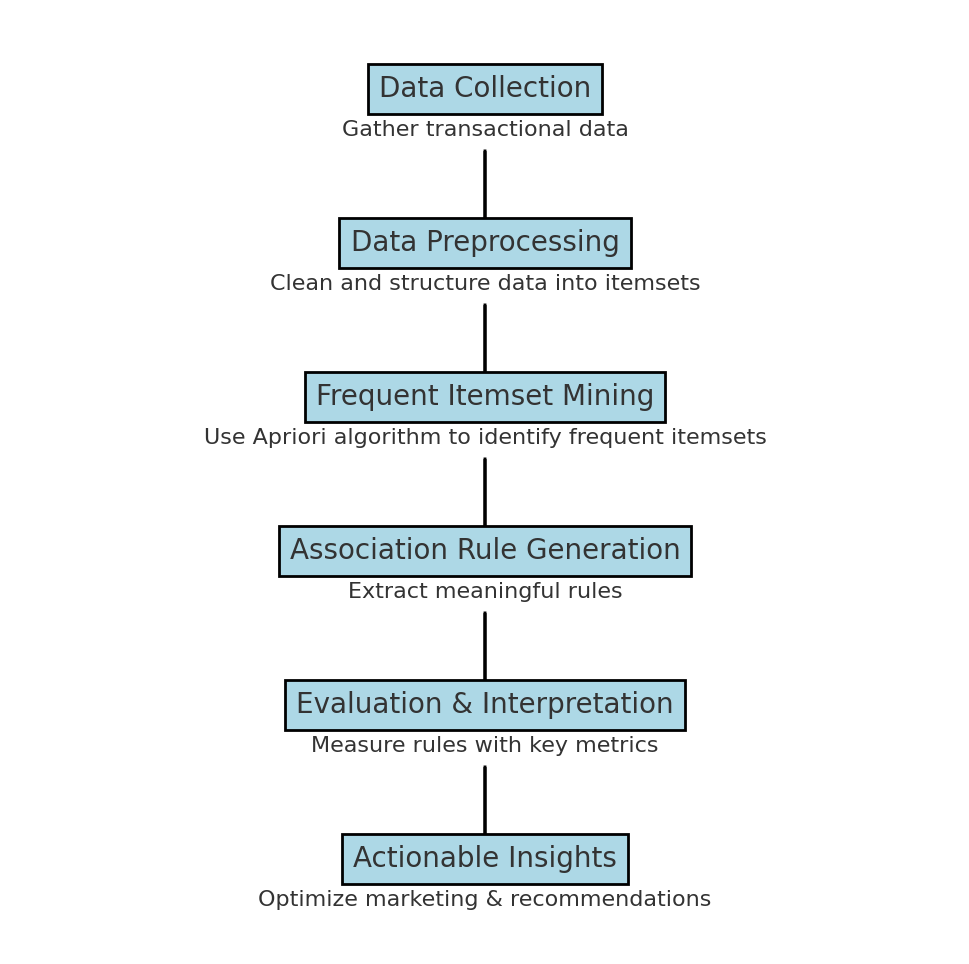 Data Collection
Gather transactional data
Data Preprocessing
Clean and structure data into itemsets
Frequent Itemset Mining
Use Apriori algorithm to identify frequent itemsets
Association Rule Generation
Extract meaningful rules
Evaluation & Interpretation
Measure rules with key metrics
Actionable Insights
Optimize marketing & recommendations